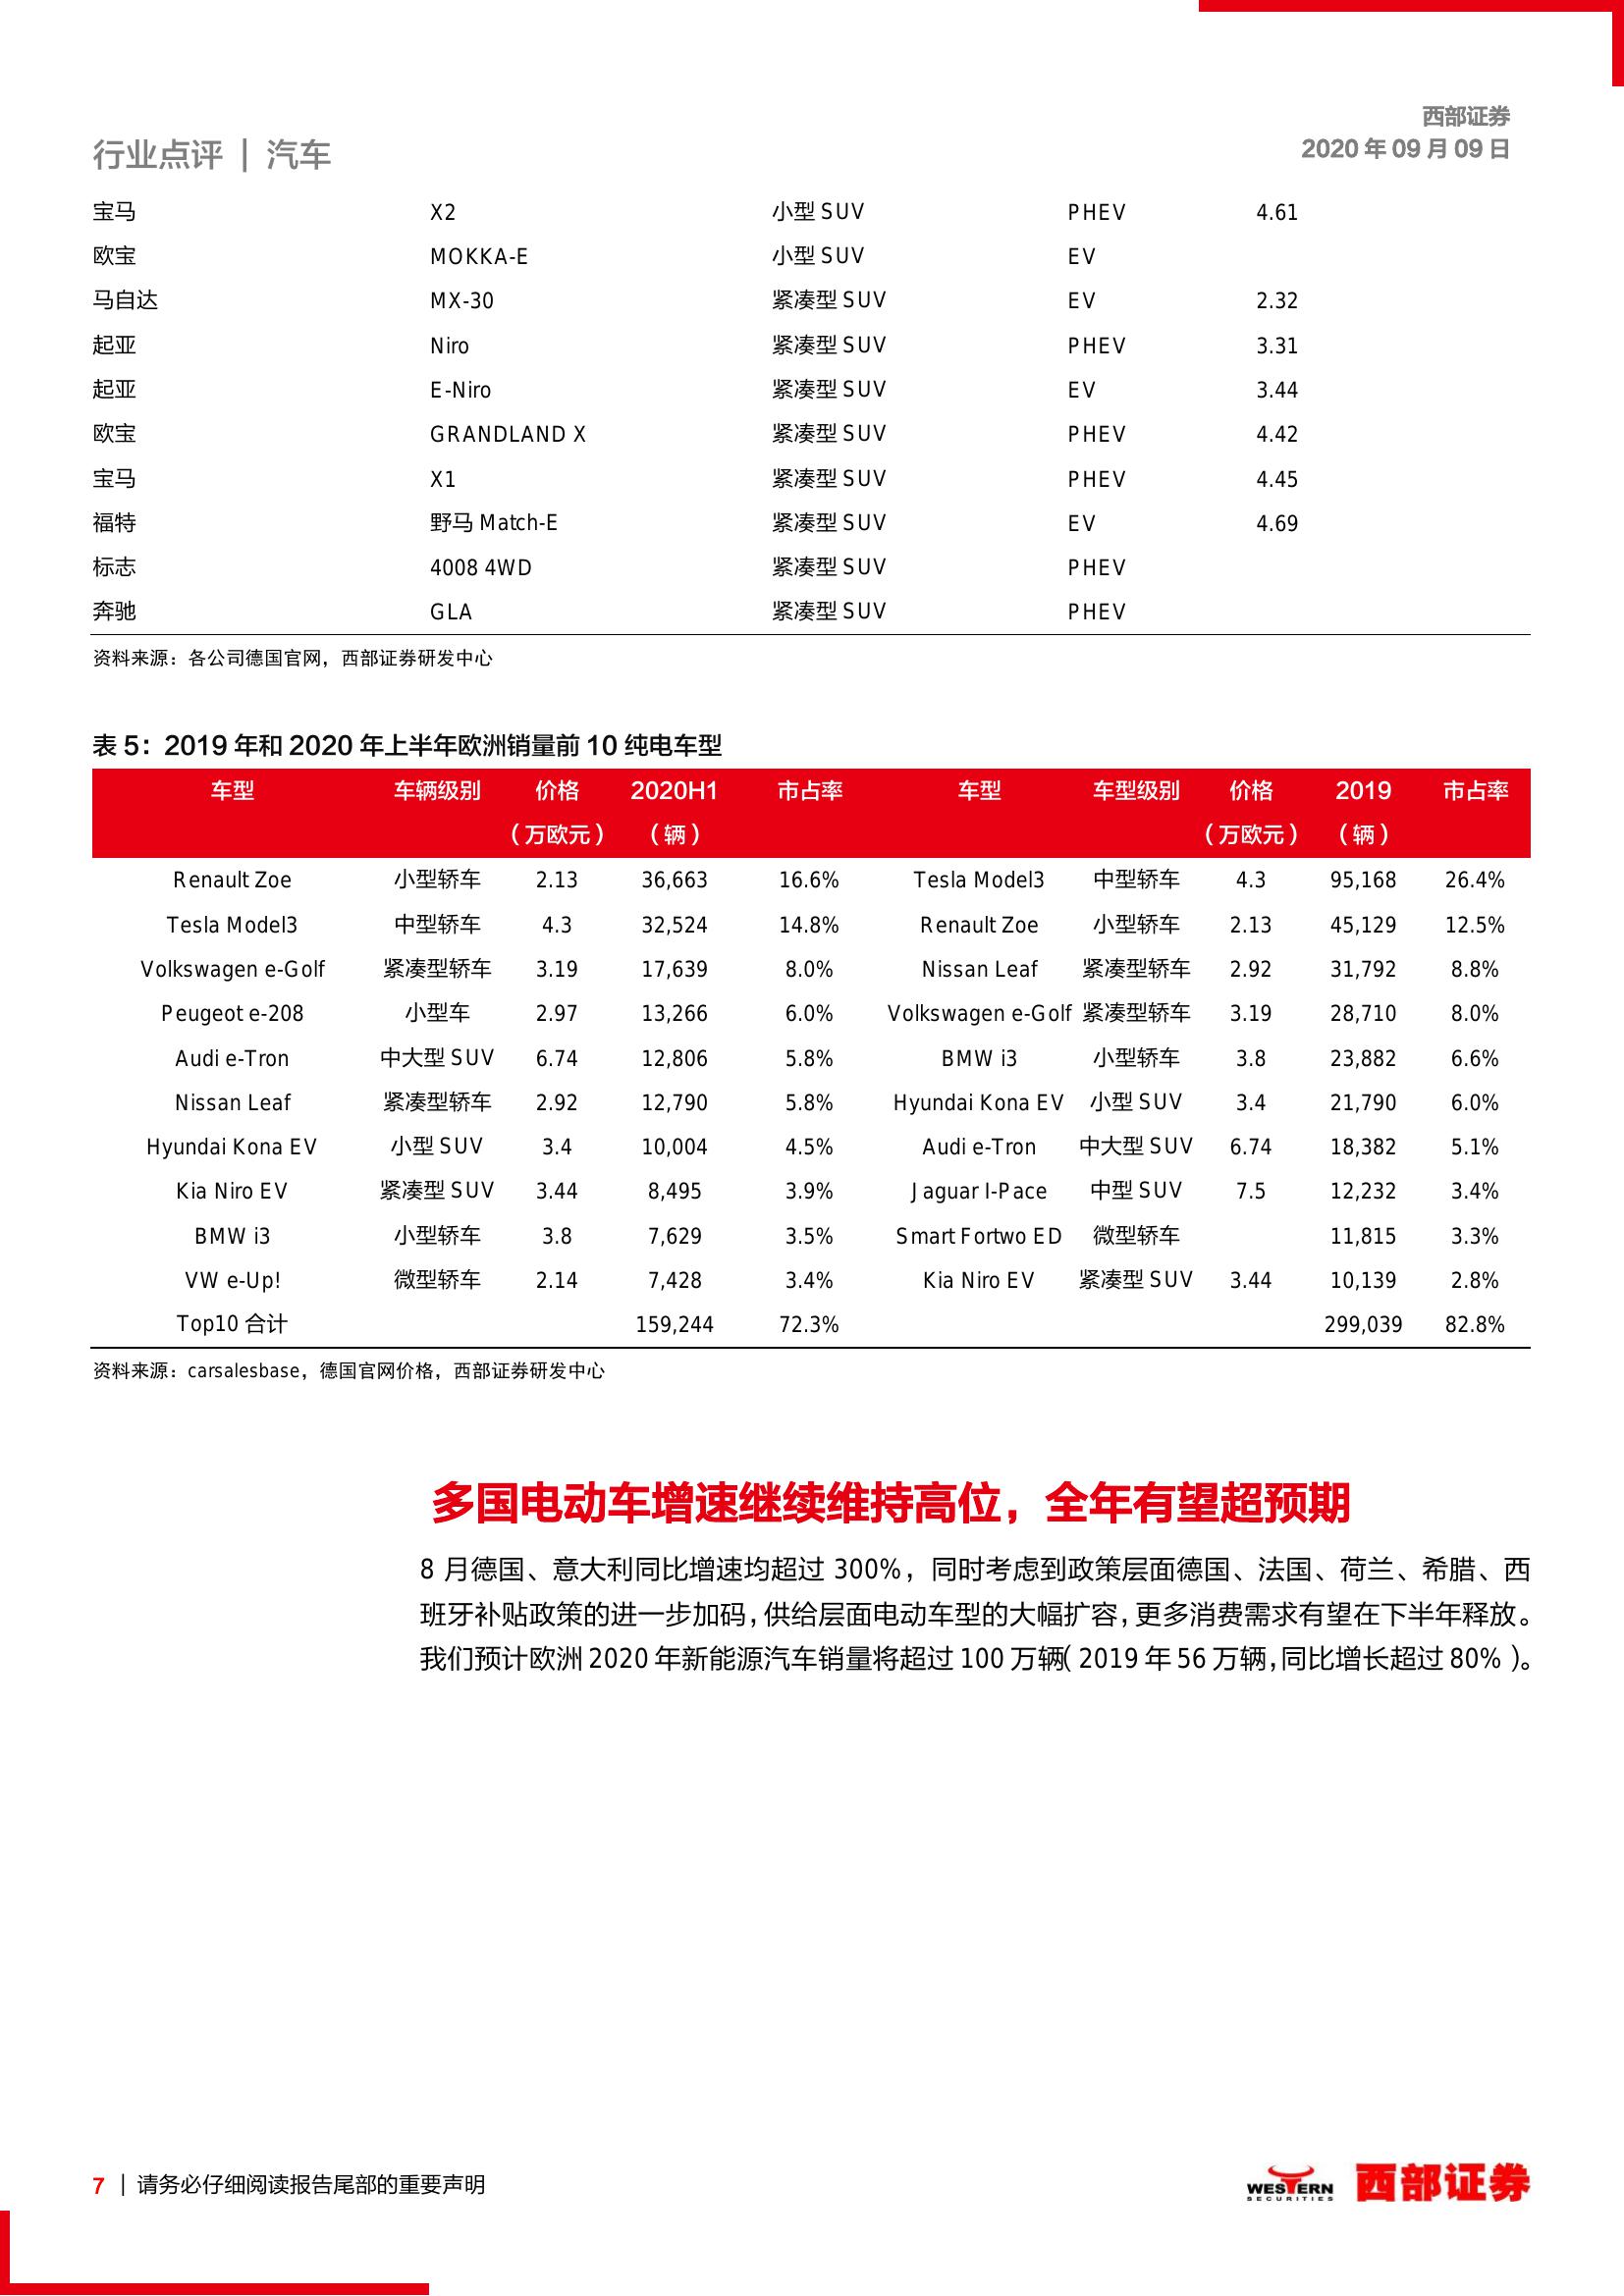 西部证券
行业点评 | 汽车
2020 年 09 月 09 日
宝马 X2 小型 SUV PHEV 4.61
欧宝 MOKKA-E 小型 SUV EV
马自达 MX-30 紧凑型 SUV EV 2.32
起亚 Niro 紧凑型 SUV PHEV 3.31
起亚 E-Niro 紧凑型 SUV EV 3.44
欧宝 GRANDLAND X 紧凑型 SUV PHEV 4.42
宝马 X1 紧凑型 SUV PHEV 4.45
福特 野马 Match-E 紧凑型 SUV EV 4.69
标志 4008 4WD 紧凑型 SUV PHEV
奔驰 GLA 紧凑型 SUV PHEV
资料来源：各公司德国官网，西部证券研发中心
表 5：2019 年和 2020 年上半年欧洲销量前 10 纯电车型
车型 车辆级别 价格 2020H1 市占率 车型 车型级别 价格 2019 市占率
（万欧元） （辆） （万欧元） （辆）
Renault Zoe 小型轿车 2.13 36,663 16.6% Tesla Model3 中型轿车 4.3 95,168 26.4%
Tesla Model3 中型轿车 4.3 32,524 14.8% Renault Zoe 小型轿车 2.13 45,129 12.5%
Volkswagen e-Golf 紧凑型轿车 3.19 17,639 8.0% Nissan Leaf 紧凑型轿车 2.92 31,792 8.8%
Peugeot e-208 小型车 2.97 13,266 6.0% Volkswagen e-Golf 紧凑型轿车 3.19 28,710 8.0%
Audi e-Tron 中大型 SUV 6.74 12,806 5.8% BMW i3 小型轿车 3.8 23,882 6.6%
Nissan Leaf 紧凑型轿车 2.92 12,790 5.8% Hyundai Kona EV 小型 SUV 3.4 21,790 6.0%
Hyundai Kona EV 小型 SUV 3.4 10,004 4.5% Audi e-Tron 中大型 SUV 6.74 18,382 5.1%
Kia Niro EV 紧凑型 SUV 3.44 8,495 3.9% Jaguar I-Pace 中型 SUV 7.5 12,232 3.4%
BMW i3 小型轿车 3.8 7,629 3.5% Smart Fortwo ED 微型轿车 11,815 3.3%
VW e-Up! 微型轿车 2.14 7,428 3.4% Kia Niro EV 紧凑型 SUV 3.44 10,139 2.8%
Top10 合计 159,244 72.3% 299,039 82.8%
资料来源：carsalesbase，德国官网价格，西部证券研发中心
多国电动车增速继续维持高位，全年有望超预期
8 月德国、意大利同比增速均超过 300%，同时考虑到政策层面德国、法国、荷兰、希腊、西
班牙补贴政策的进一步加码，供给层面电动车型的大幅扩容，更多消费需求有望在下半年释放。
我们预计欧洲 2020 年新能源汽车销量将超过 100 万辆（2019 年 56 万辆，同比增长超过 80%）。
7 | 请务必仔细阅读报告尾部的重要声明
WESTERN
SECURITIES
西部证券